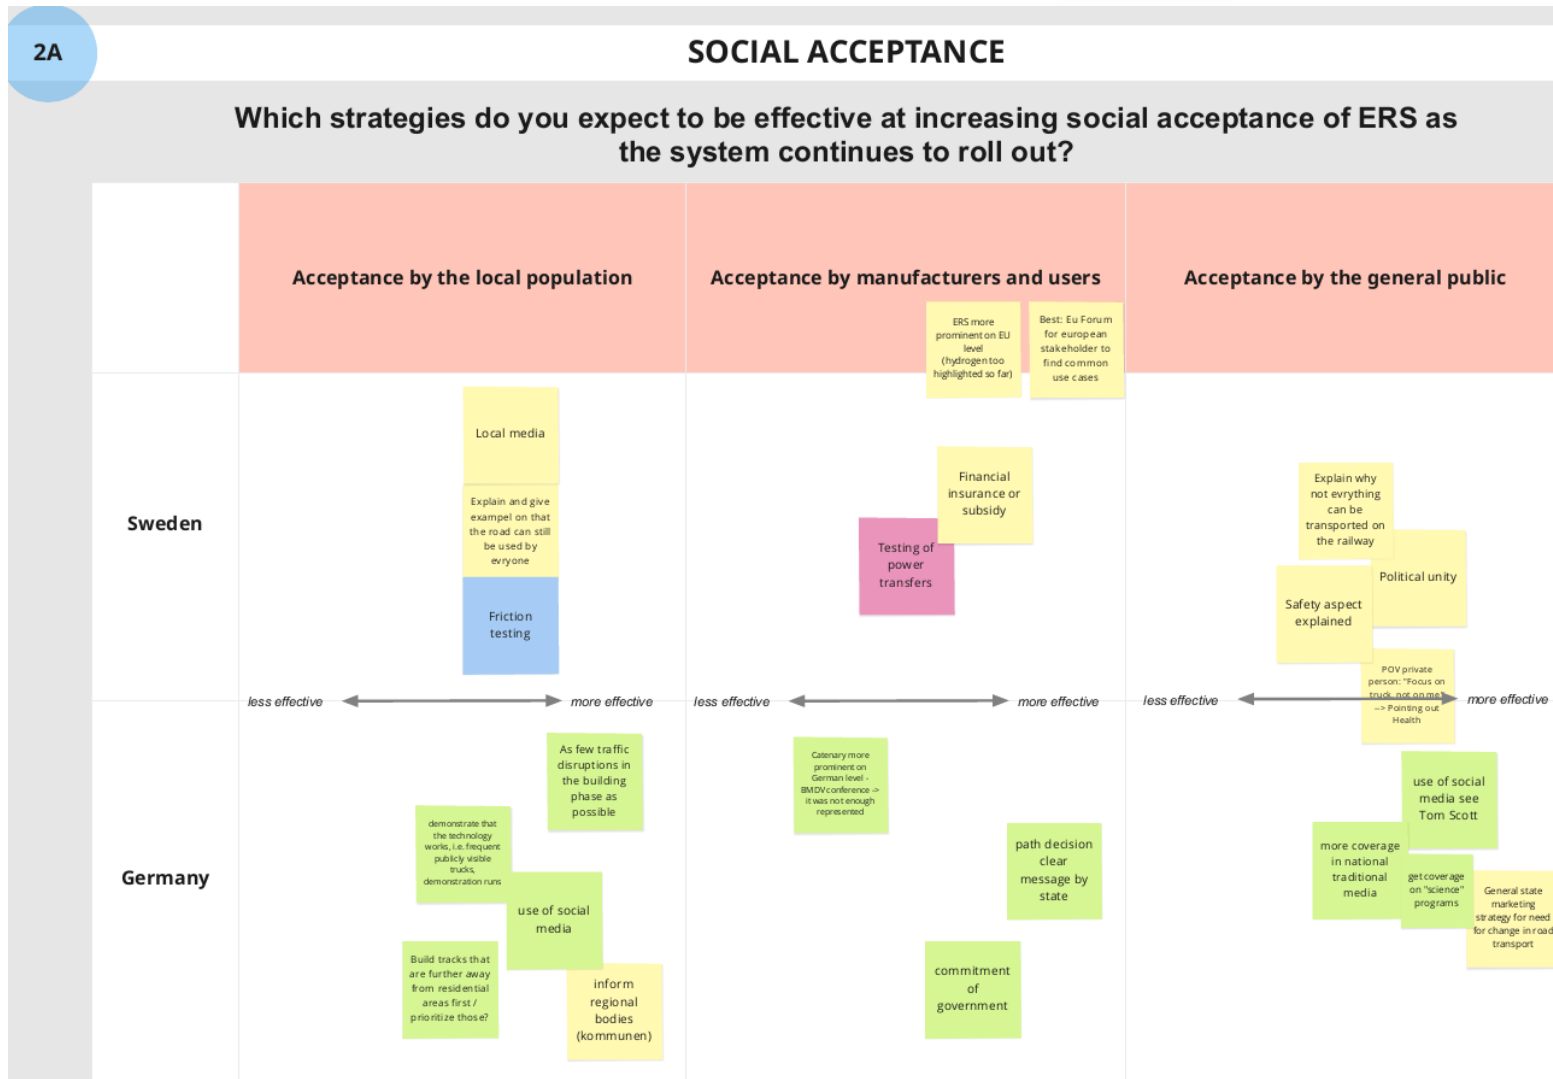 2A
SOCIAL ACCEPTANCE
Which strategies do you expect to be effective at increasing social acceptance of ERS as
the system continues to roll out?
Acceptance by the local population
Acceptance by manufacturers and users
Acceptance by the general public
ERS more
prominent on EU
level
(hydrogen too
highlighted so far)
Best: Eu Forum
for european
stakeholder to
find common
use cases
Sweden
Local media
Explain and give
exampel on that
the road can still
be used by
evryone
Friction
testing
Financial
insurance or
subsidy
Testing of
power
transfers
Explain why
not evrything
can be
transported on
the railway
Political unity
Safety aspect
explained
POV private
person: "Focus on
truck, not on me"
--> Pointing out
Health
less effective
more effective
less effective
more effective
less effective
more effective
Germany
As few traffic
disruptions in
the building
phase as
possible
demonstrate that
the technology
works, i.e. frequent
publicly visible
trucks,
demonstration runs
use of social
media
Build tracks that
are further away
from residential
areas first /
prioritize those?
inform
regional
bodies
(kommunen)
Catenary more
prominent on
German level -
BMDV conference ->
it was not enough
represented
path decision
clear
message by
state
commitment
of
government
use of social
media see
Tom Scott
more coverage
in national
traditional
media
get coverage
on "science"
programs
General state
marketing
strategy for need
for change in road
transport